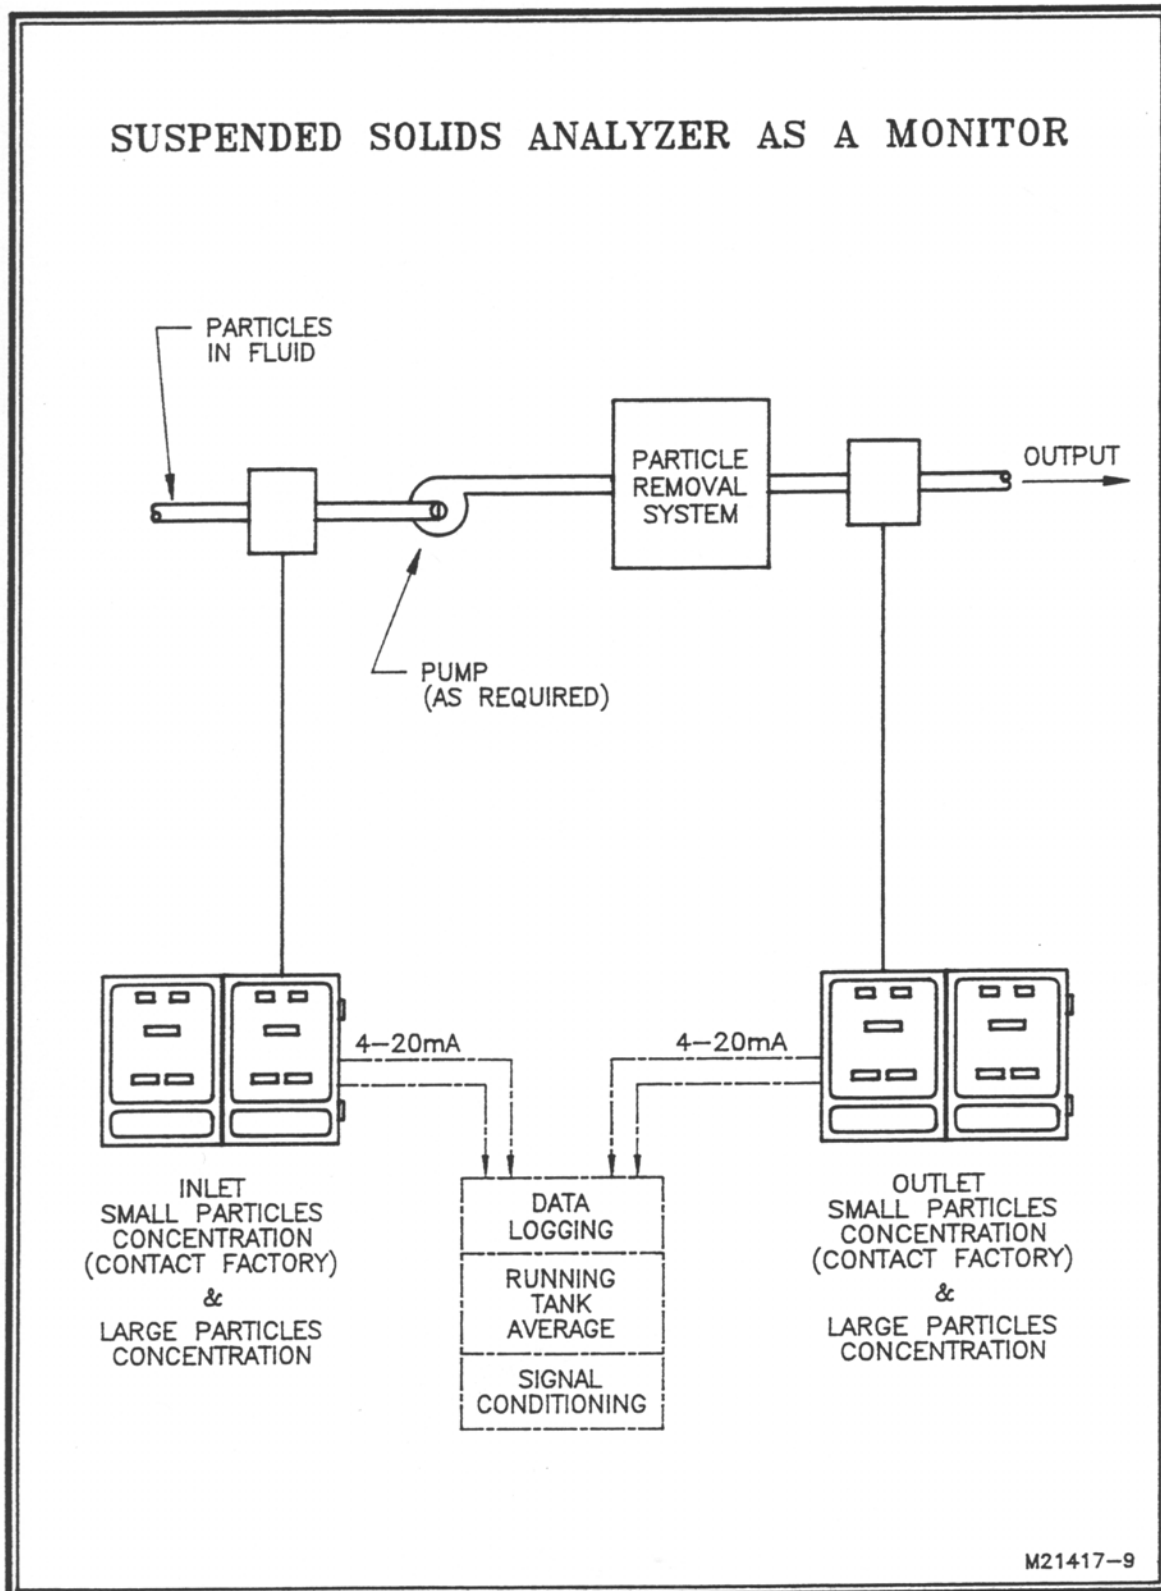 SUSPENDED SOLIDS ANALYZER AS A MONITOR
PARTICLES
IN FLUID
PARTICLE
REMOVAL
SYSTEM
OUTPUT
PUMP
(AS REQUIRED)
4-20mA
4-20mA
INLET
SMALL PARTICLES
CONCENTRATION
(CONTACT FACTORY)
&
LARGE PARTICLES
CONCENTRATION
DATA
LOGGING
RUNNING
TANK
AVERAGE
SIGNAL
CONDITIONING
OUTLET
SMALL PARTICLES
CONCENTRATION
(CONTACT FACTORY)
&
LARGE PARTICLES
CONCENTRATION
M21417-9